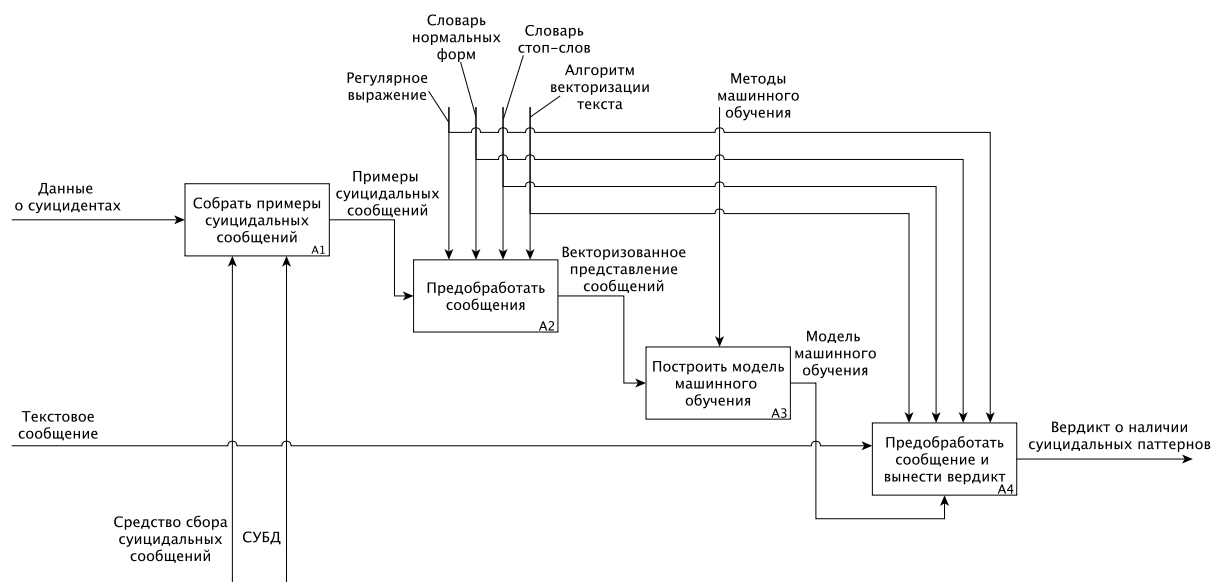 Словарь
нормальных
форм
Словарь
стоп-слов
Регулярное
выражение
Алгоритм
векторизации
текста
Методы
машинного
обучения
Данные
о суицидентах
Собрать примеры
суицидальных
сообщений
A1
Примеры
суицидальных
сообщений
Предобработать
сообщения
A2
Векторизованное
представление
сообщений
Построить модель
машинного
обучения
A3
Модель
машинного
обучения
Текстовое
сообщение
Предобработать
сообщение и
вынести вердикт
A4
Вердикт о наличии
суицидальных паттернов
Средство сбора
суицидальных
сообщений
СУБД